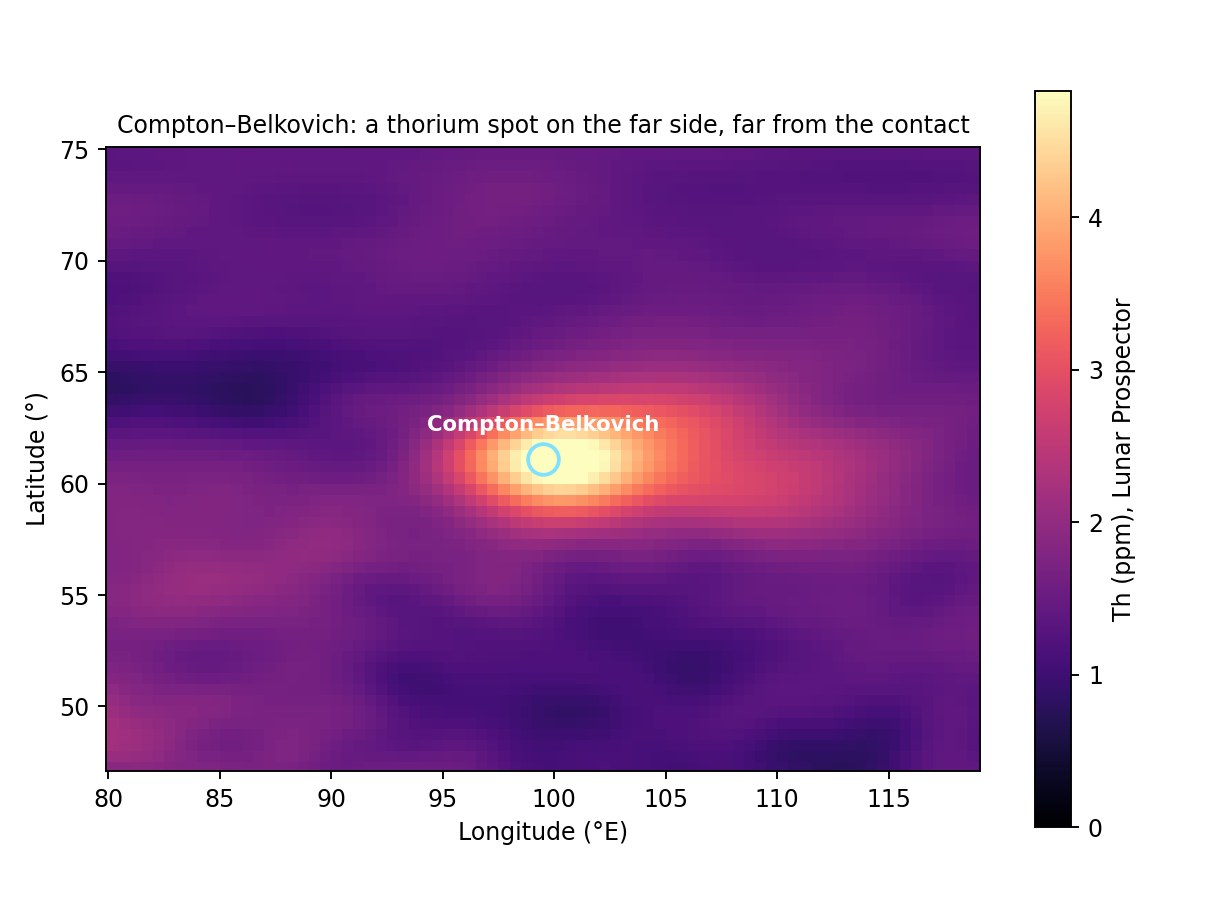 Compton–Belkovich: a thorium spot on the far side, far from the contact
75
70
65
60
55
50
Latitude (°)
Compton–Belkovich
80 85 90 95 100 105 110 115
Longitude (°E)
4
3
2
1
0
Th (ppm), Lunar Prospector